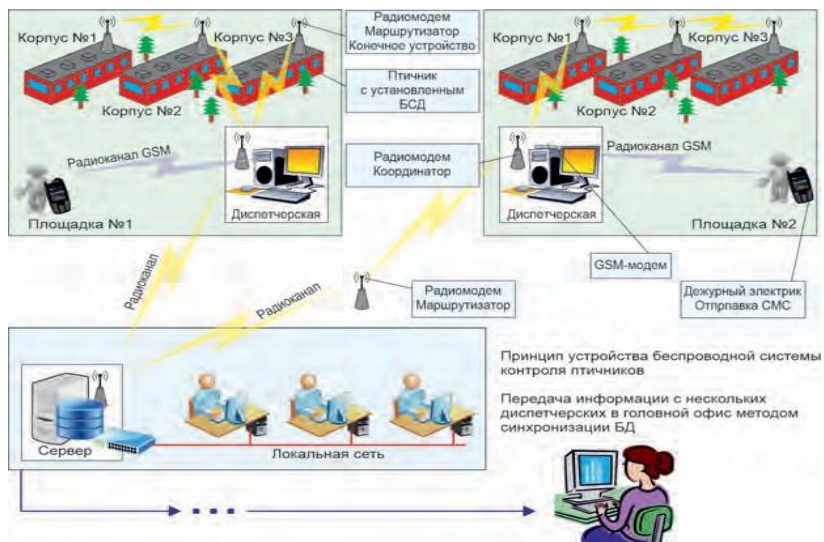 Корпус №1
Корпус №3
Корпус №2
Радиомодем
Маршрутизатор
Конечное устройство
Птичник
с установленным
БСД
Корпус №1
Корпус №3
Корпус №2
Радиоканал GSM
Диспетчерская
Площадка №1
Радиомодем
Координатор
Радиоканал GSM
Диспетчерская
Площадка №2
GSM-модем
Дежурный электрик
Отпрпавка СМС
Радиоканал
Радиоканал
Радиомодем
Маршрутизатор
Сервер
Локальная сеть
Принцип устройства беспроводной системы
контроля птичников
Передача информации с нескольких
диспетчерских в головной офис методом
синхронизации БД